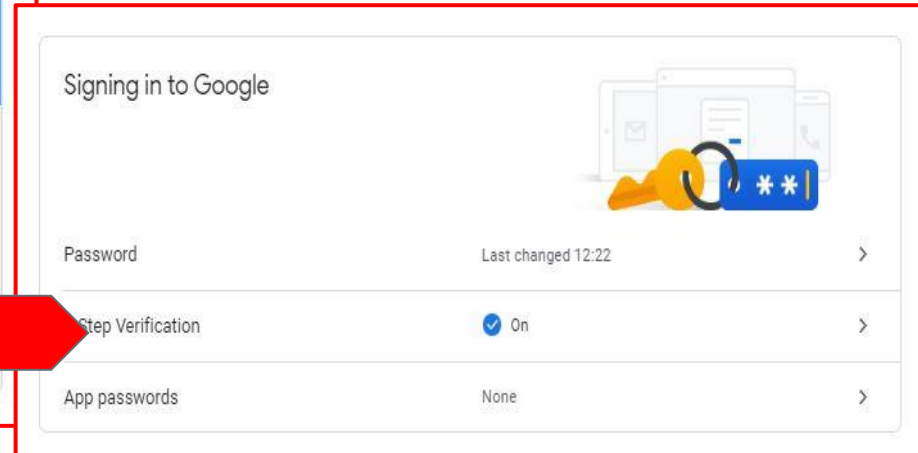 Signing in to Google
**
Password Last changed 12:22
Step Verification On
App passwords None